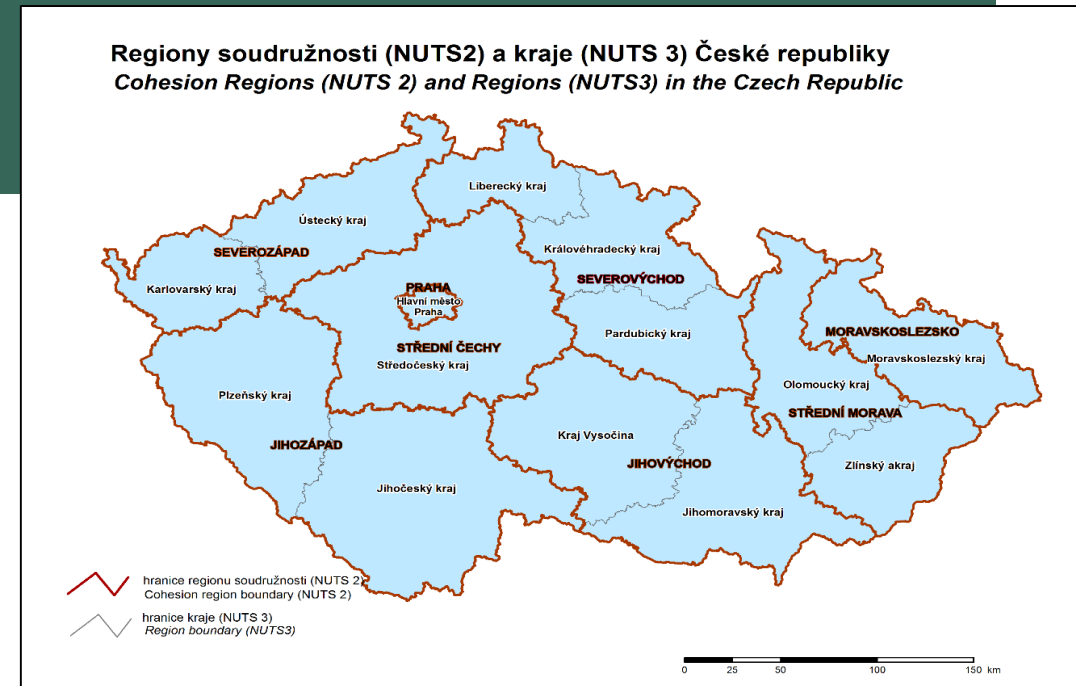 Regiony soudružnosti (NUTS2) a kraje (NUTS 3) České republiky
Cohesion Regions (NUTS 2) and Regions (NUTS3) in the Czech Republic
Liberecký kraj
Ústecký kraj
Královéhradecký kraj
SEVEROZÁPAD
SEVEROVÝCHOD
Karlovarský kraj
PRAHA
Hlavní město
Praha
Pardubický kraj
MORAVSKOSLEZSKO
STŘEDNÍ ČECHY
Moravskoslezský kraj
Středočeský kraj
Olomoucký kraj
Plzeňský kraj
STŘEDNÍ MORAVA
Kraj Vysočina
JIHOZÁPAD
JIHOVÝCHOD
Zlínský akraj
Jihočeský kraj
Jihomoravský kraj
hranice regionu soudružnosti (NUTS 2)
Cohesion region boundary (NUTS 2)
hranice kraje (NUTS 3)
Region boundary (NUTS3)
0 25 50 100 150 km